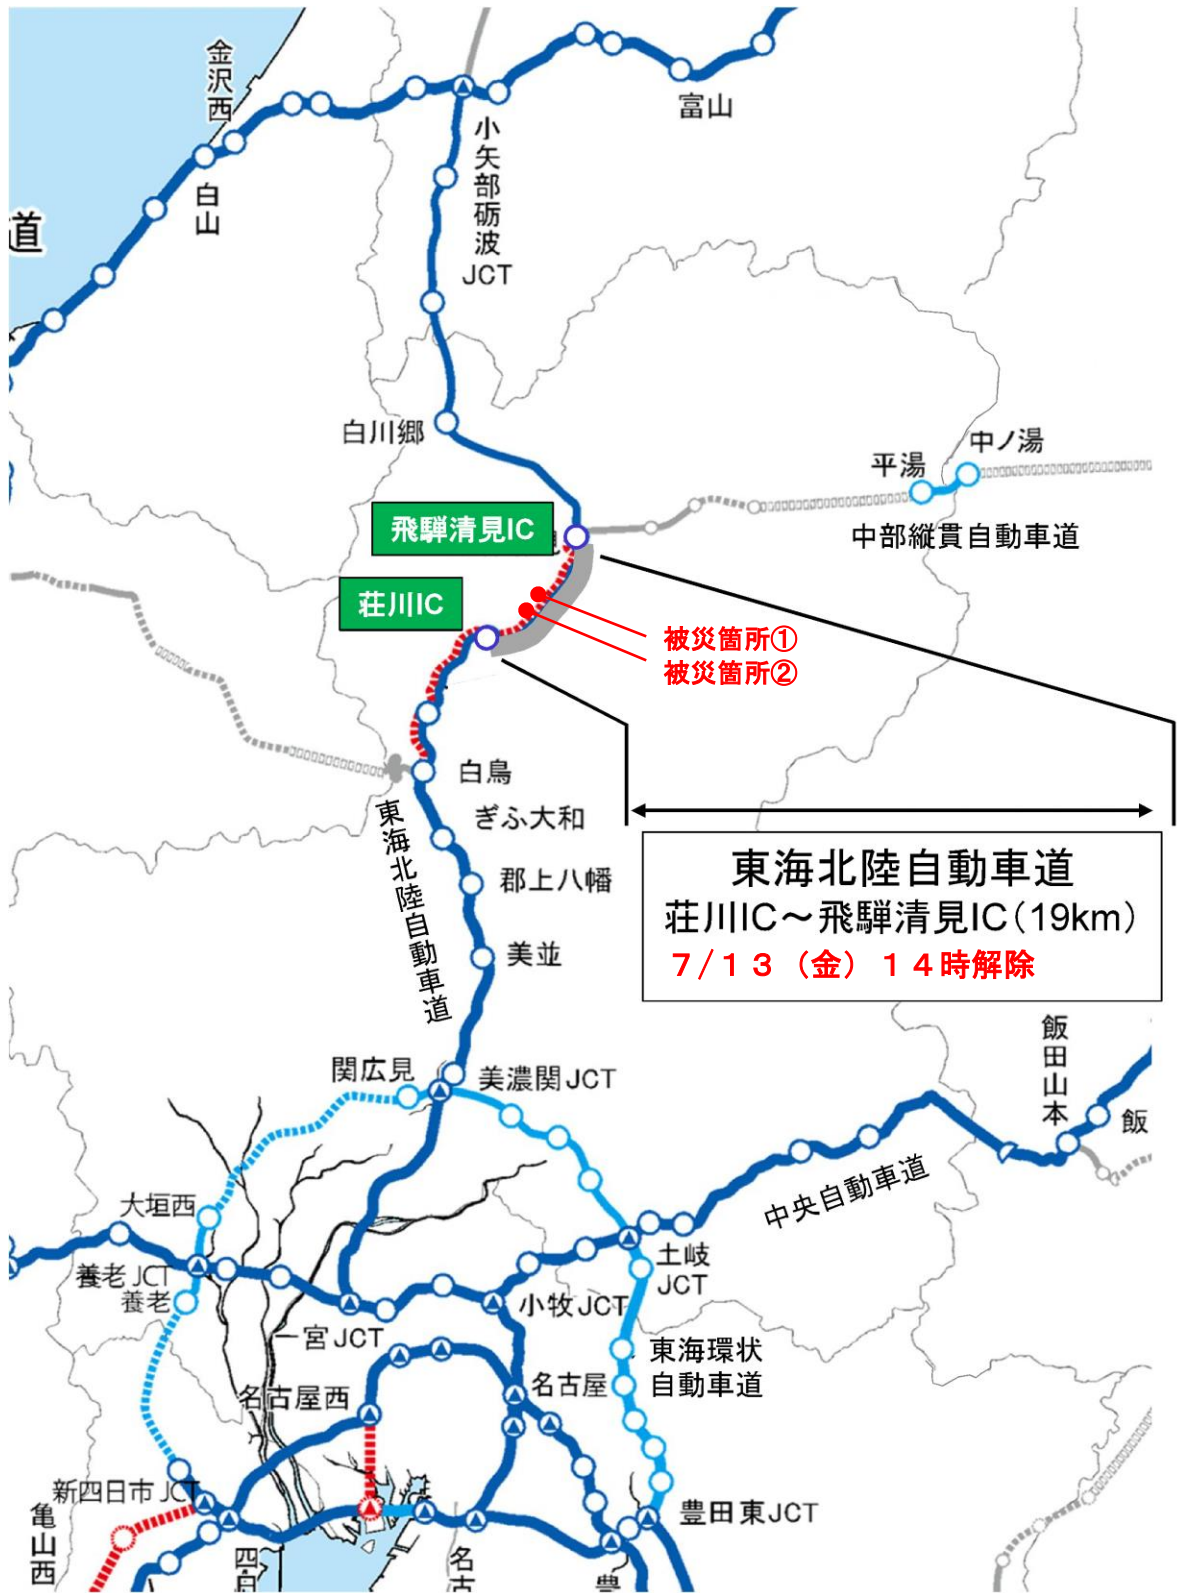 金沢西
富山
小矢部砺波
JCT
白山
道
中ノ湯
平湯
白川郷
飛騨清見IC
中部縦貫自動車道
荘川IC
被災箇所①
被災箇所②
白鳥
ぎふ大和
東海北陸自動車道
郡上八幡
東海北陸自動車道
荘川IC～飛騨清見IC（19km）
7/13（金）14時解除
美並
飯田山本
関広見
美濃関JCT
飯
中央自動車道
大垣西
土岐
JCT
養老JCT
養老
小牧JCT
一宮JCT
東海環状
自動車道
名古屋
名古屋西
新四日市JCT
豊田東JCT
亀山西
四日
名古
豊